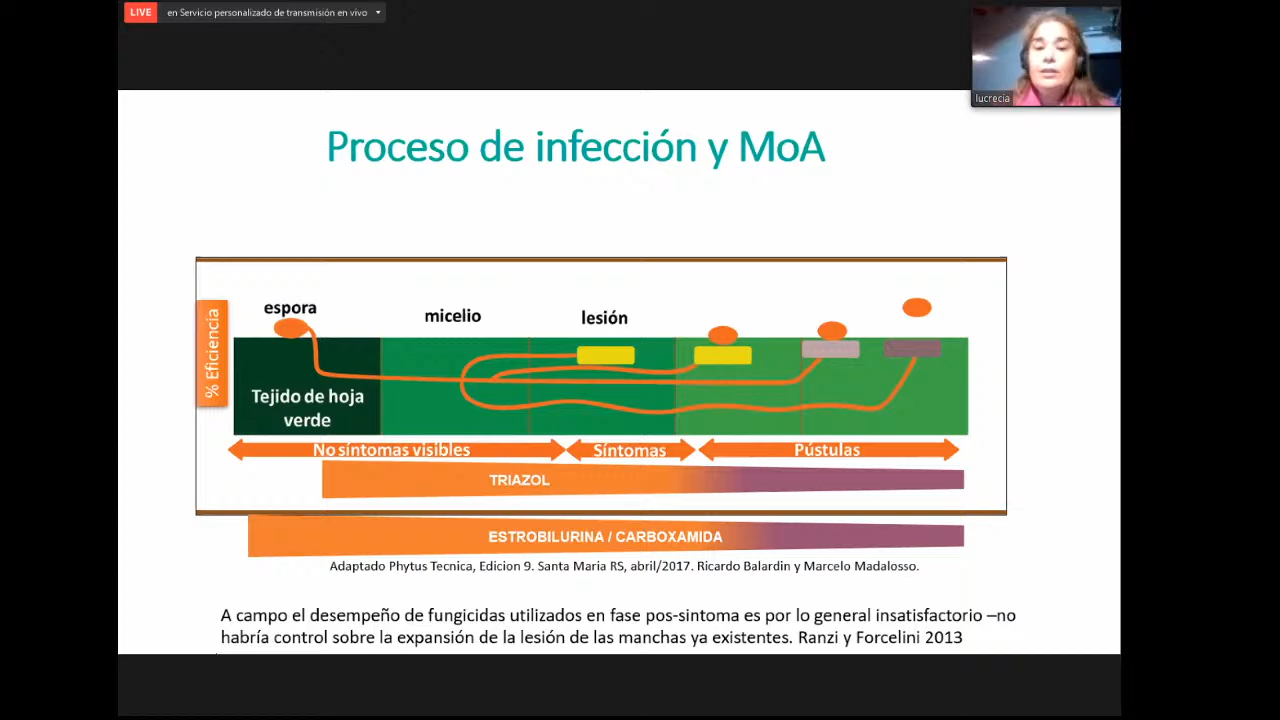 LIVE en Servicio personalizado de transmisión en vivo
lucrecia
Proceso de infección y MoA
% Eficiencia
espora
micelio
lesión
Tejido de hoja
verde
No síntomas visibles
Síntomas
Pústulas
TRIAZOL
ESTROBILURINA / CARBOXAMIDA
Adaptado Phytus Tecnica, Edicion 9. Santa Maria RS, abril/2017. Ricardo Balardin y Marcelo Madalosso.
A campo el desempeño de fungicidas utilizados en fase pos-sintoma es por lo general insatisfactorio –no
habría control sobre la expansión de la lesión de las manchas ya existentes. Ranzi y Forcelini 2013